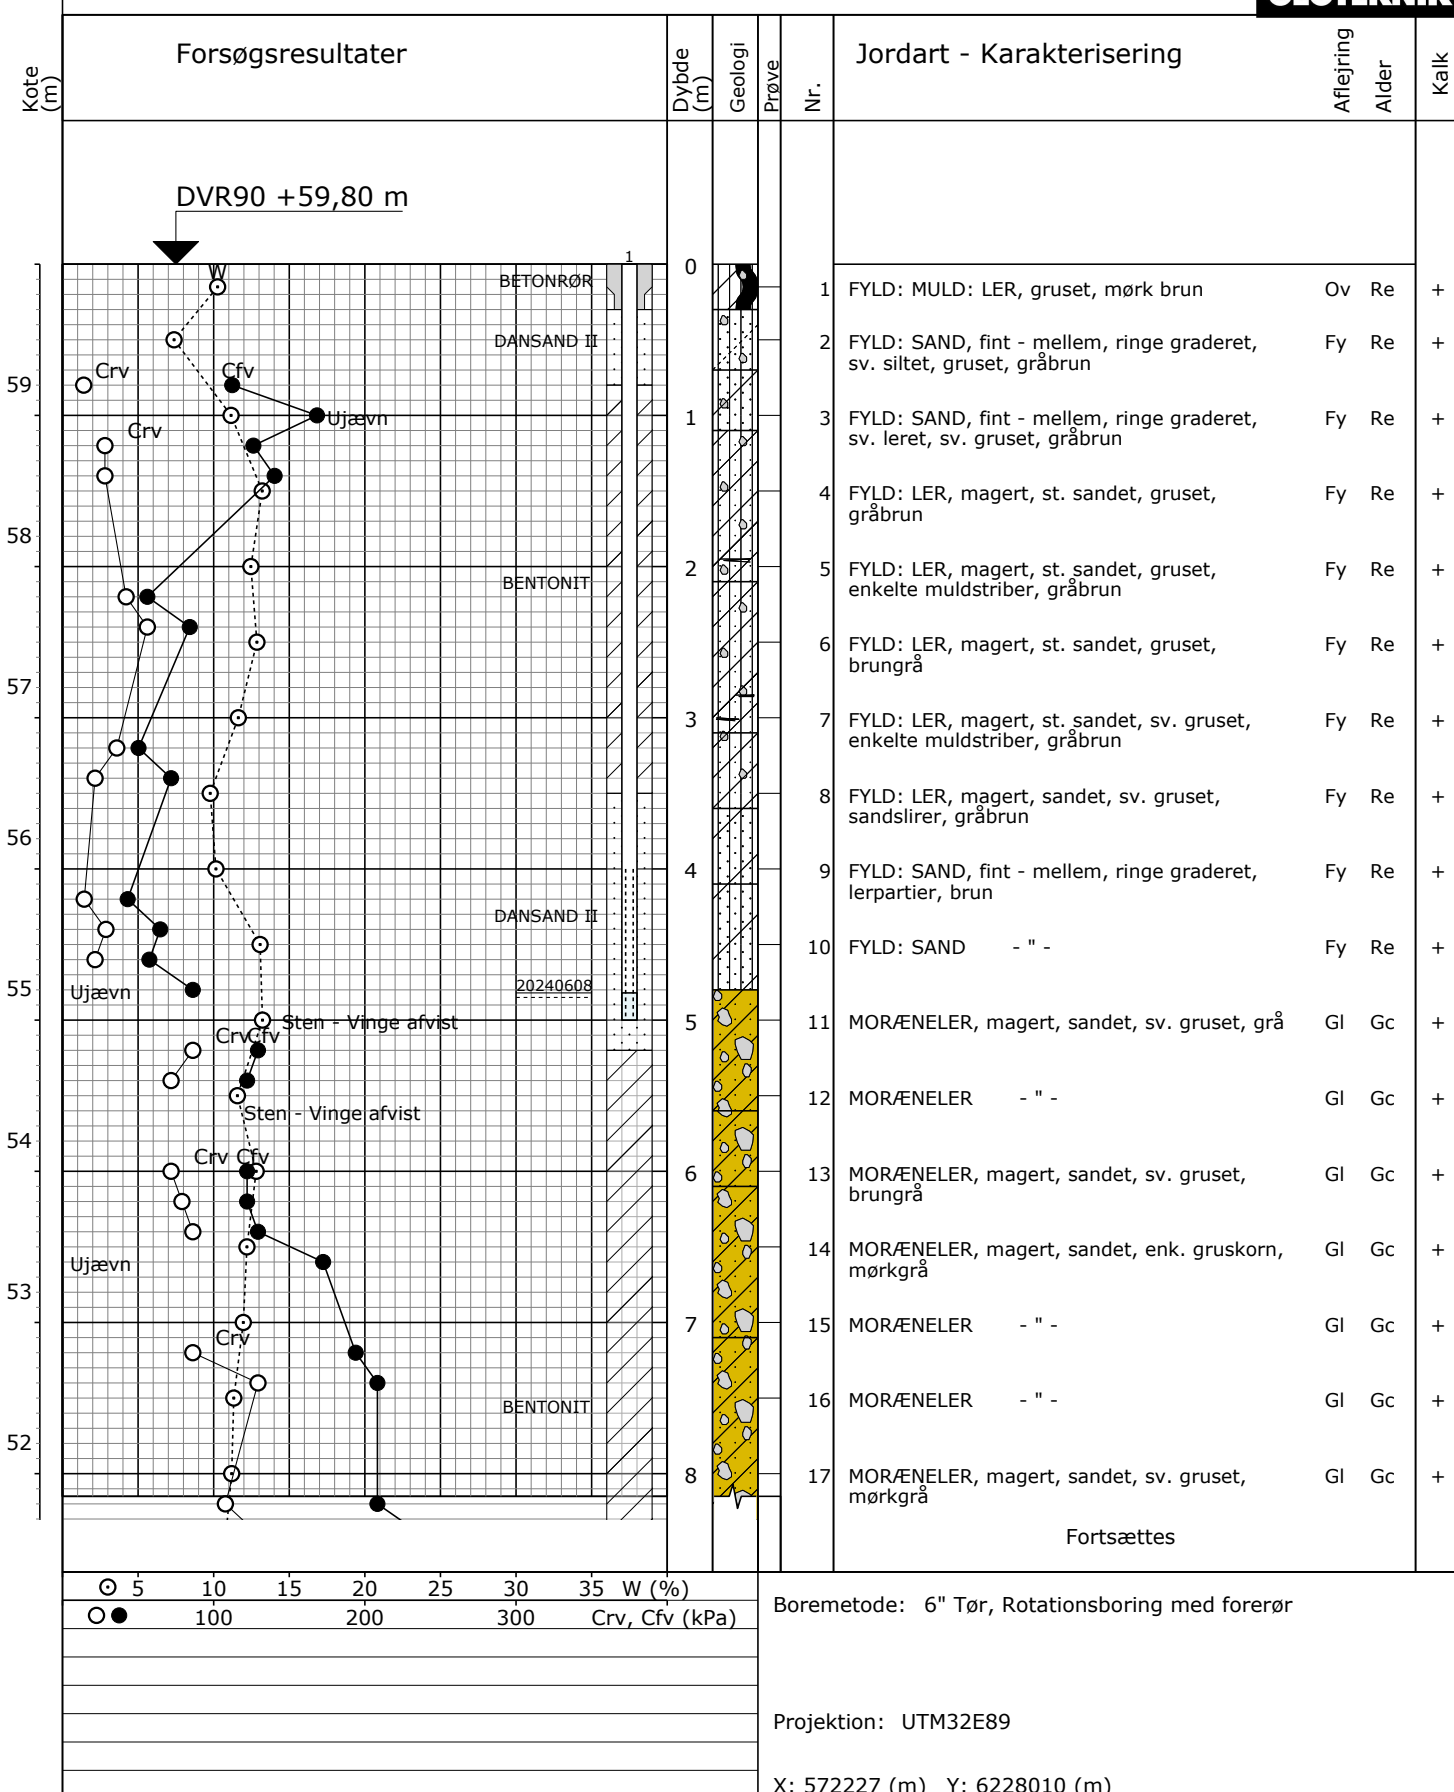 GEOTEKNIK
Kote
(m)
Forsøgsresultater
Dybde
(m)
Geologi
Prøve
Nr.
Jordart - Karakterisering
Aflejring
Alder
Kalk
DVR90 +59,80 m
W
1
BETONRØR
DANSAND II
BENTONIT
DANSAND II
20240608
BENTONIT
Crv
Cfv
Ujævn
Crv
Ujævn
Sten - Vinge afvist
Crv Cfv
Sten - Vinge afvist
Crv Cfv
Ujævn
Crv
59
58
57
56
55
54
53
52
0
1
2
3
4
5
6
7
8
1 FYLD: MULD: LER, gruset, mørk brun Ov Re +
2 FYLD: SAND, fint - mellem, ringe graderet, Fy Re +
sv. siltet, gruset, gråbrun
3 FYLD: SAND, fint - mellem, ringe graderet, Fy Re +
sv. leret, sv. gruset, gråbrun
4 FYLD: LER, magert, st. sandet, gruset, Fy Re +
gråbrun
5 FYLD: LER, magert, st. sandet, gruset, Fy Re +
enkelte muldstriber, gråbrun
6 FYLD: LER, magert, st. sandet, gruset, Fy Re +
brungrå
7 FYLD: LER, magert, st. sandet, sv. gruset, Fy Re +
enkelte muldstriber, gråbrun
8 FYLD: LER, magert, sandet, sv. gruset, Fy Re +
sandslirer, gråbrun
9 FYLD: SAND, fint - mellem, ringe graderet, Fy Re +
lerpartier, brun
10 FYLD: SAND - " - Fy Re +
11 MORÆNELER, magert, sandet, sv. gruset, grå Gl Gc +
12 MORÆNELER - " - Gl Gc +
13 MORÆNELER, magert, sandet, sv. gruset, Gl Gc +
brungrå
14 MORÆNELER, magert, sandet, enk. gruskorn, Gl Gc +
mørkgrå
15 MORÆNELER - " - Gl Gc +
16 MORÆNELER - " - Gl Gc +
17 MORÆNELER, magert, sandet, sv. gruset, Gl Gc +
mørkgrå
Fortsættes
5 10 15 20 25 30 35 W (%)
100 200 300 Crv, Cfv (kPa)
Boremetode: 6" Tør, Rotationsboring med forerør
Projektion: UTM32E89
X: 572227 (m) Y: 6228010 (m)